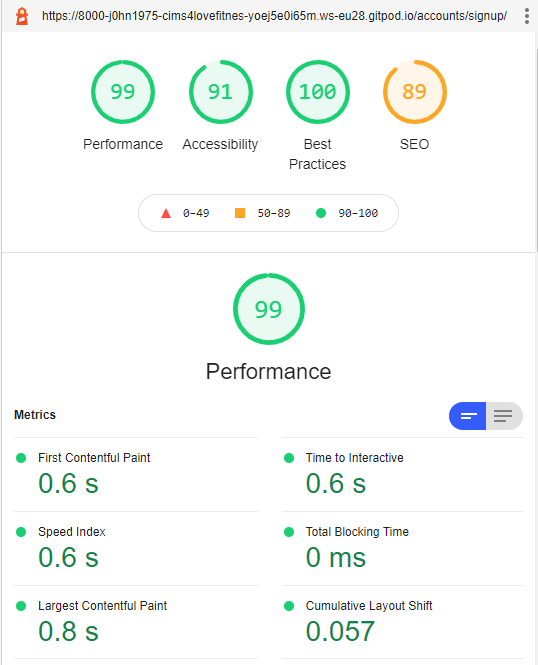 https://8000-j0hn1975-cims4lovefitnes-yoej5e0i65m.ws-eu28.gitpod.io/accounts/signup/
99 91 100 89
Performance Accessibility Best Practices SEO
0–49 50–89 90–100
99
Performance
Metrics
First Contentful Paint Time to Interactive
0.6 s 0.6 s
Speed Index Total Blocking Time
0.6 s 0 ms
Largest Contentful Paint Cumulative Layout Shift
0.8 s 0.057